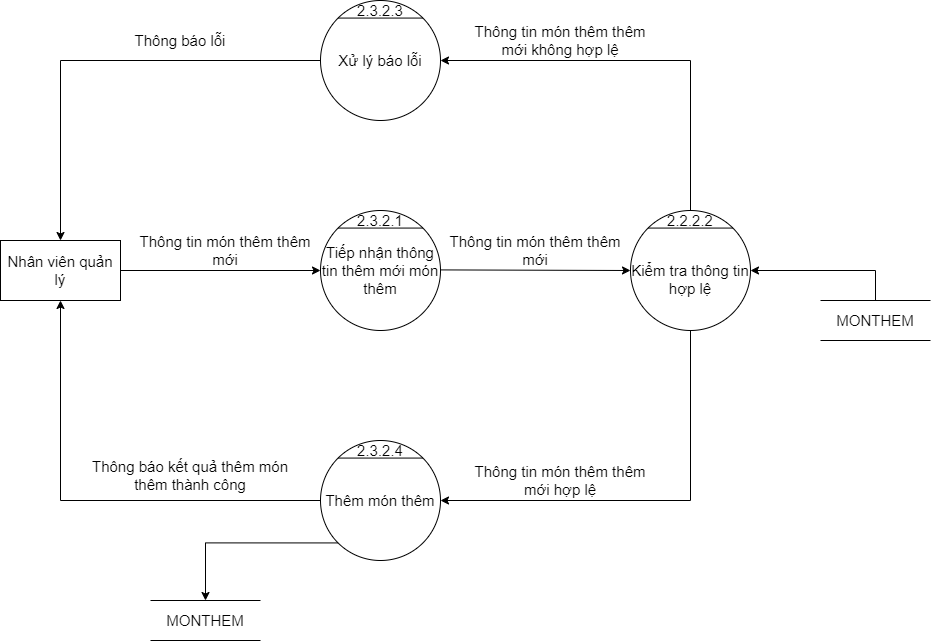 2.3.2.3
Xử lý báo lỗi
Thông báo lỗi
Thông tin món thêm thêm
mới không hợp lệ
Nhân viên quản
lý
Thông tin món thêm thêm
mới
2.3.2.1
Tiếp nhận thông
tin thêm mới món
thêm
Thông tin món thêm thêm
mới
2.2.2.2
Kiểm tra thông tin
hợp lệ
MONTHEM
Thông báo kết quả thêm món
thêm thành công
2.3.2.4
Thêm món thêm
Thông tin món thêm thêm
mới hợp lệ
MONTHEM